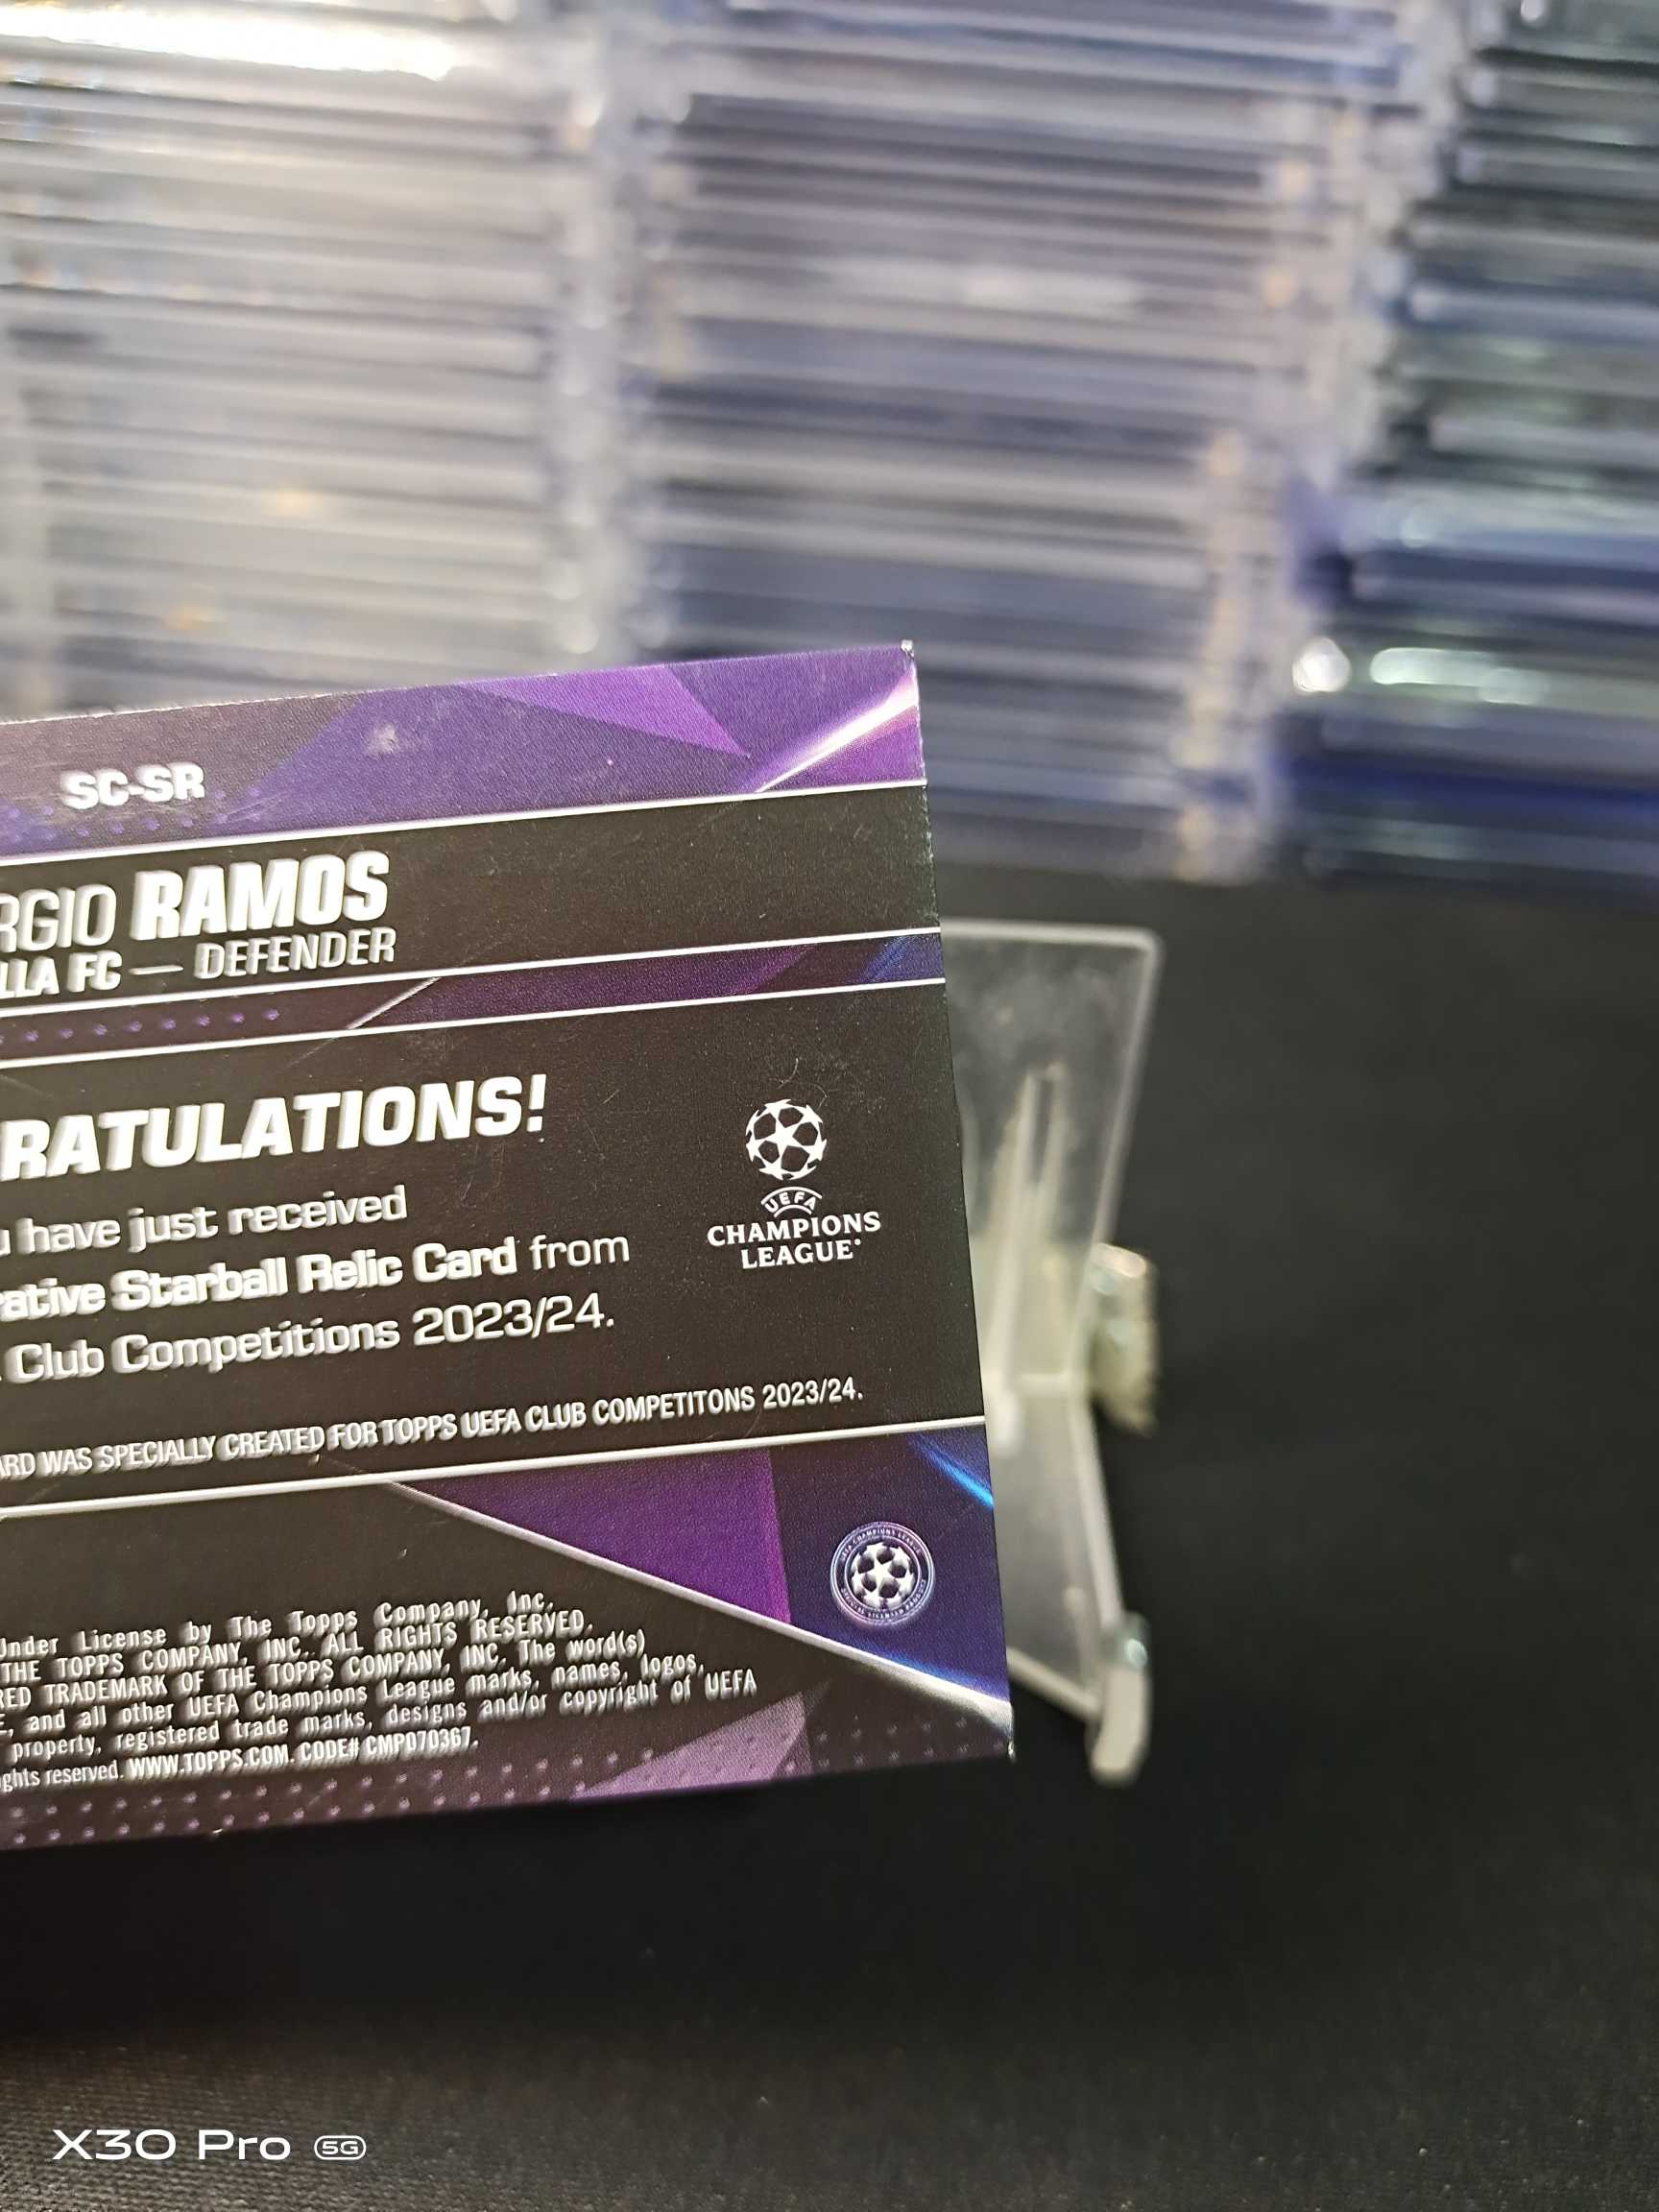 SC-SR
RGIO RAMOS
LLA FC — DEFENDER
RATULATIONS!
u have just received
rative Starball Relic Card from
Club Competitions 2023/24.
UEFA
CHAMPIONS
LEAGUE
ARD WAS SPECIALLY CREATED FOR TOPPS UEFA CLUB COMPETITONS 2023/24.
Under License by The Topps Company, Inc.
THE TOPPS COMPANY, INC. ALL RIGHTS RESERVED.
RED TRADEMARK OF THE TOPPS COMPANY, INC. The word(s)
E, and all other UEFA Champions League marks, names, logos,
property, registered trade marks, designs and/or copyright of UEFA
ghts reserved. WWW.TOPPS.COM. CODE# CMP070367.
X30 Pro 5G